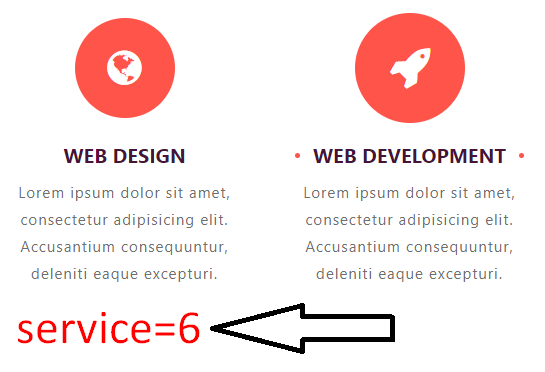 WEB DESIGN
Lorem ipsum dolor sit amet,
consectetur adipisicing elit.
Accusantium consequuntur,
deleniti eaque excepturi.
• WEB DEVELOPMENT •
Lorem ipsum dolor sit amet,
consectetur adipisicing elit.
Accusantium consequuntur,
deleniti eaque excepturi.
service=6